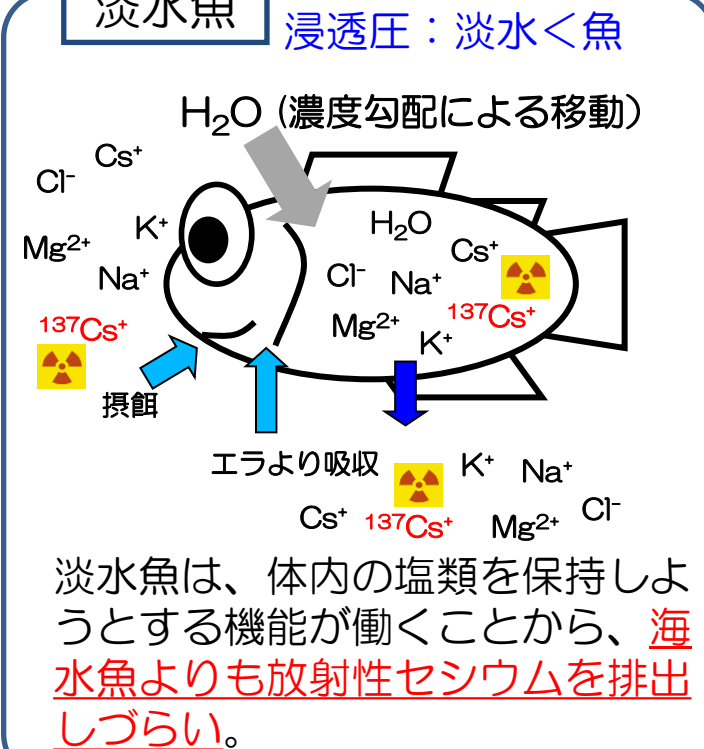 淡水魚
浸透圧：淡水＜魚
H₂O（濃度勾配による移動）
Cs⁺
Cl⁻
K⁺
Mg²⁺
Na⁺
¹³⁷Cs⁺
摂餌
H₂O
Cs⁺
Cl⁻
Na⁺
¹³⁷Cs⁺
Mg²⁺
K⁺
エラより吸収
K⁺
Na⁺
Cs⁺
¹³⁷Cs⁺
Mg²⁺
Cl⁻
淡水魚は、体内の塩類を保持しよ
うとする機能が働くことから、海
水魚よりも放射性セシウムを排出
しづらい。